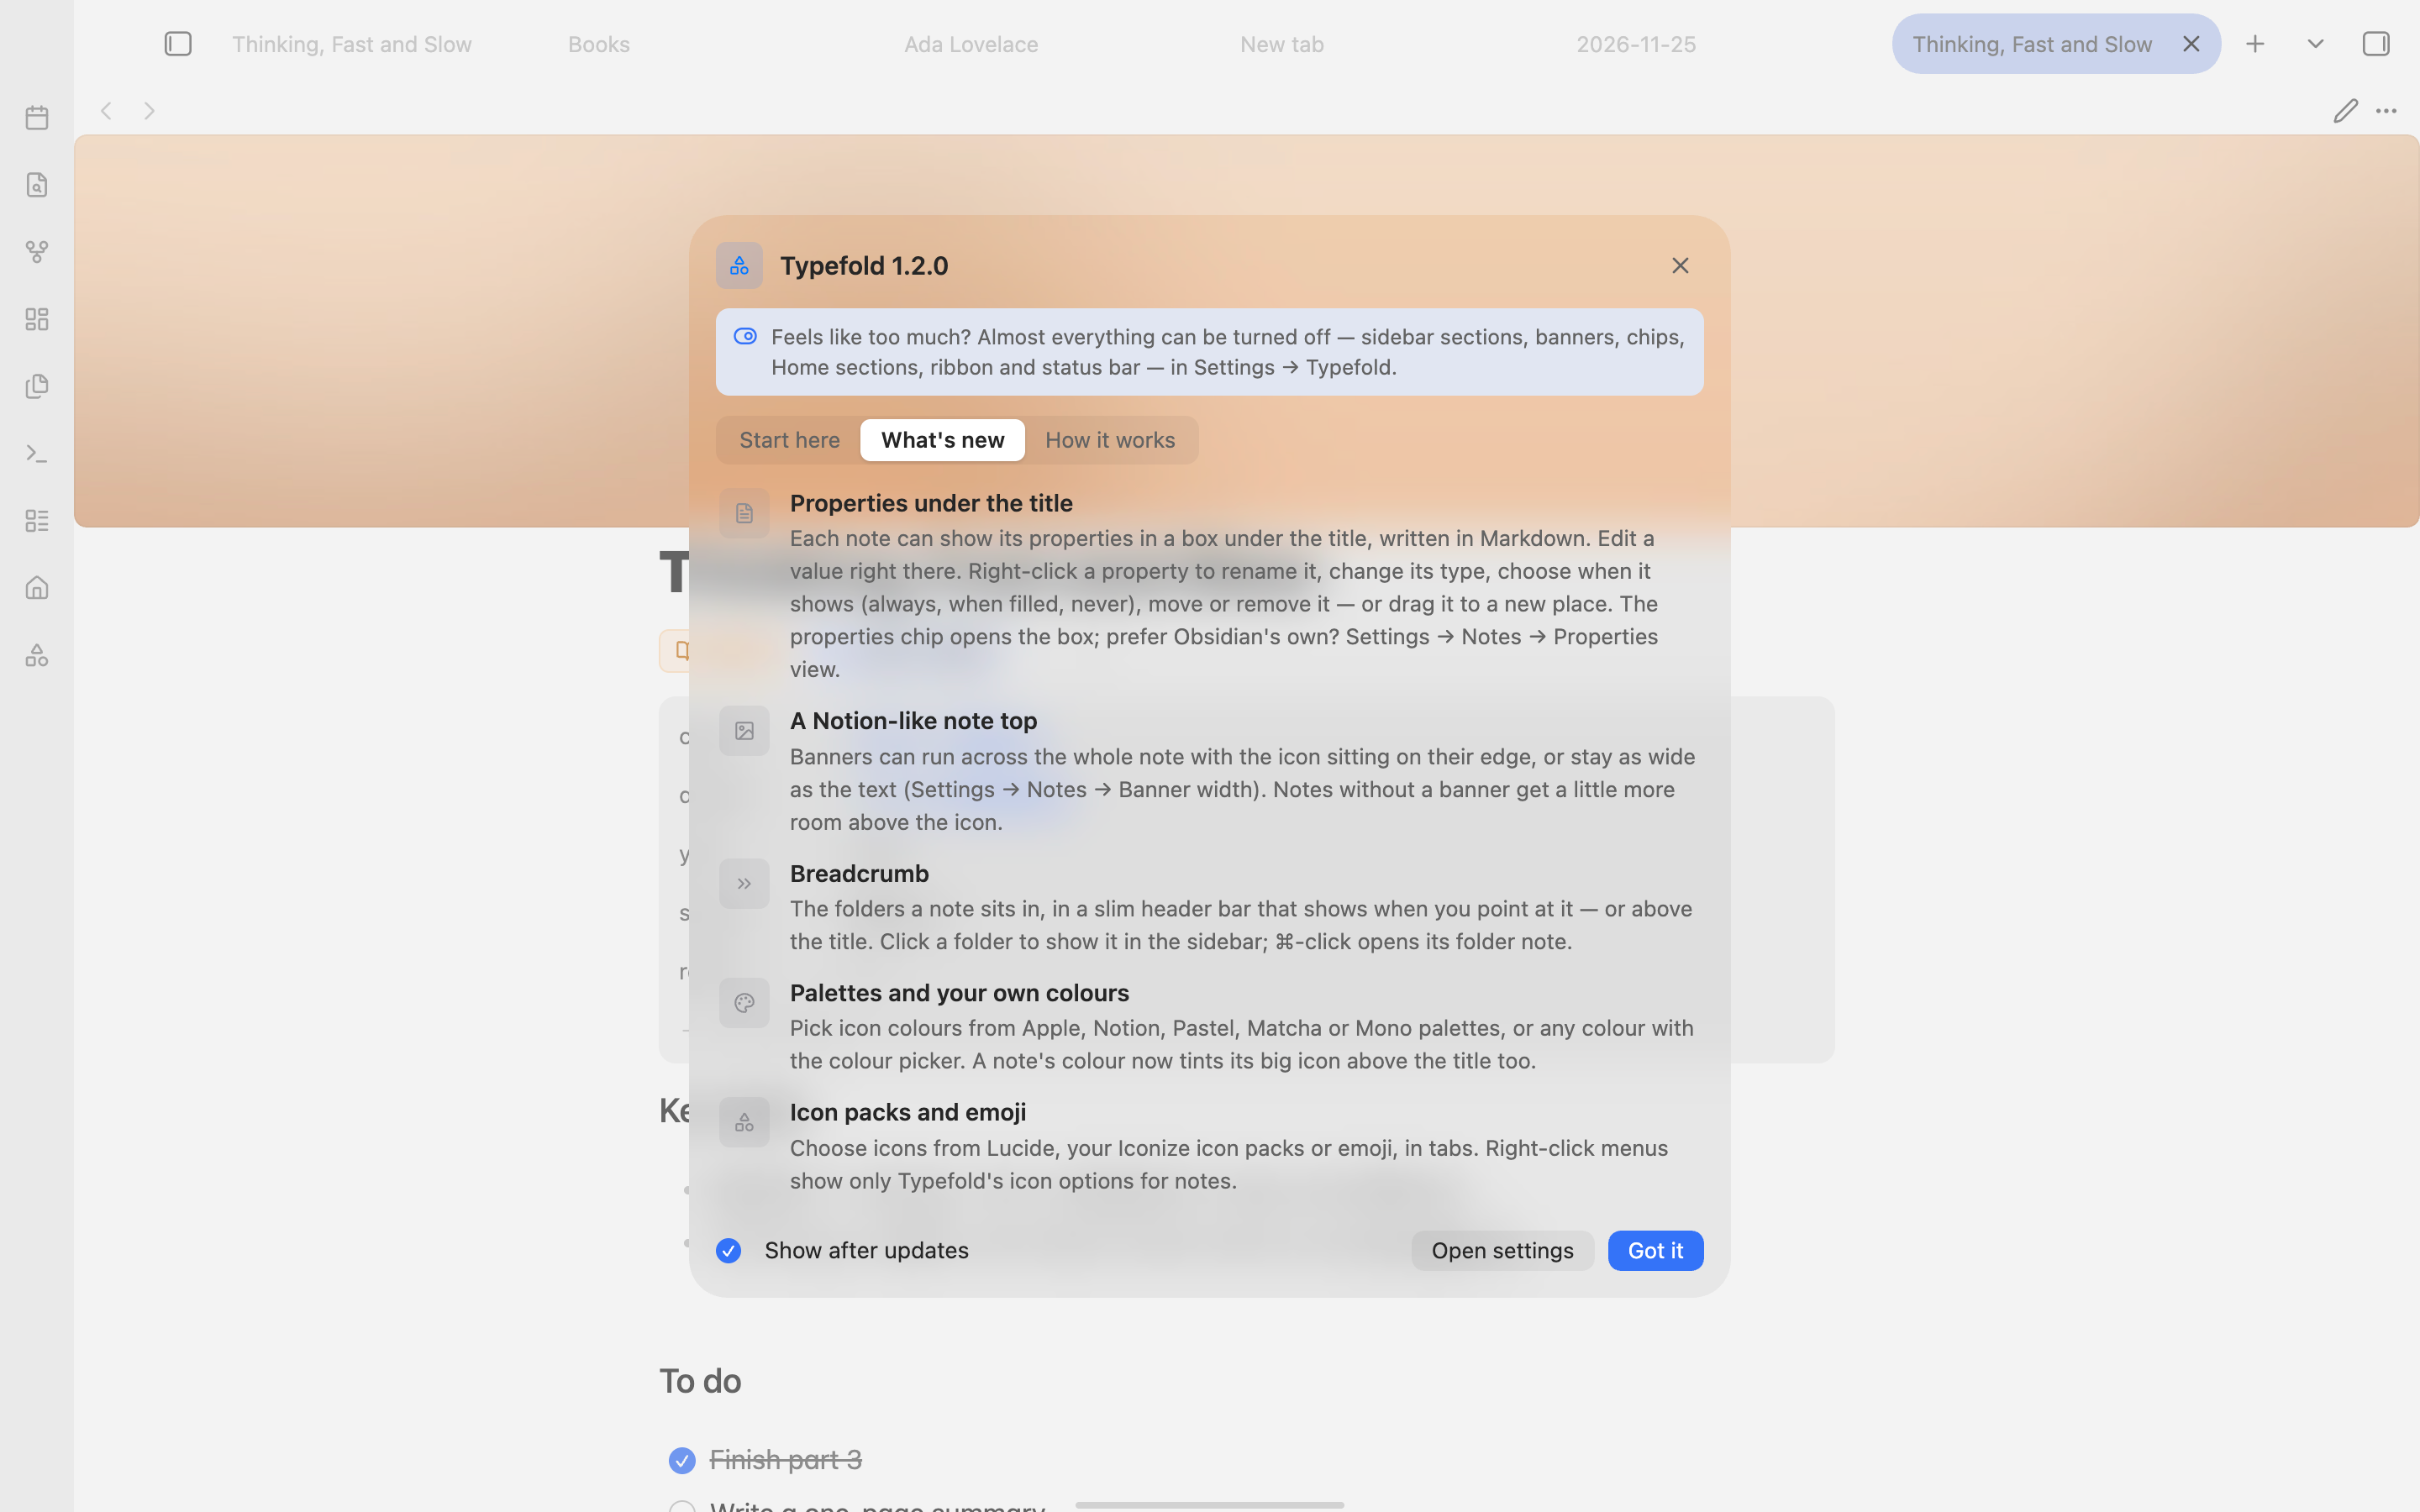 Thinking, Fast and Slow
Books
Ada Lovelace
New tab
2026-11-25
Thinking, Fast and Slow
Typefold 1.2.0
Feels like too much? Almost everything can be turned off — sidebar sections, banners, chips,
Home sections, ribbon and status bar — in Settings → Typefold.
Start here
What's new
How it works
Properties under the title
Each note can show its properties in a box under the title, written in Markdown. Edit a
value right there. Right-click a property to rename it, change its type, choose when it
shows (always, when filled, never), move or remove it — or drag it to a new place. The
properties chip opens the box; prefer Obsidian's own? Settings → Notes → Properties
view.
A Notion-like note top
Banners can run across the whole note with the icon sitting on their edge, or stay as wide
as the text (Settings → Notes → Banner width). Notes without a banner get a little more
room above the icon.
Breadcrumb
The folders a note sits in, in a slim header bar that shows when you point at it — or above
the title. Click a folder to show it in the sidebar; ⌘-click opens its folder note.
Palettes and your own colours
Pick icon colours from Apple, Notion, Pastel, Matcha or Mono palettes, or any colour with
the colour picker. A note's colour now tints its big icon above the title too.
Icon packs and emoji
Choose icons from Lucide, your Iconize icon packs or emoji, in tabs. Right-click menus
show only Typefold's icon options for notes.
Show after updates
Open settings
Got it
To do
Finish part 3
Write a one-page summary